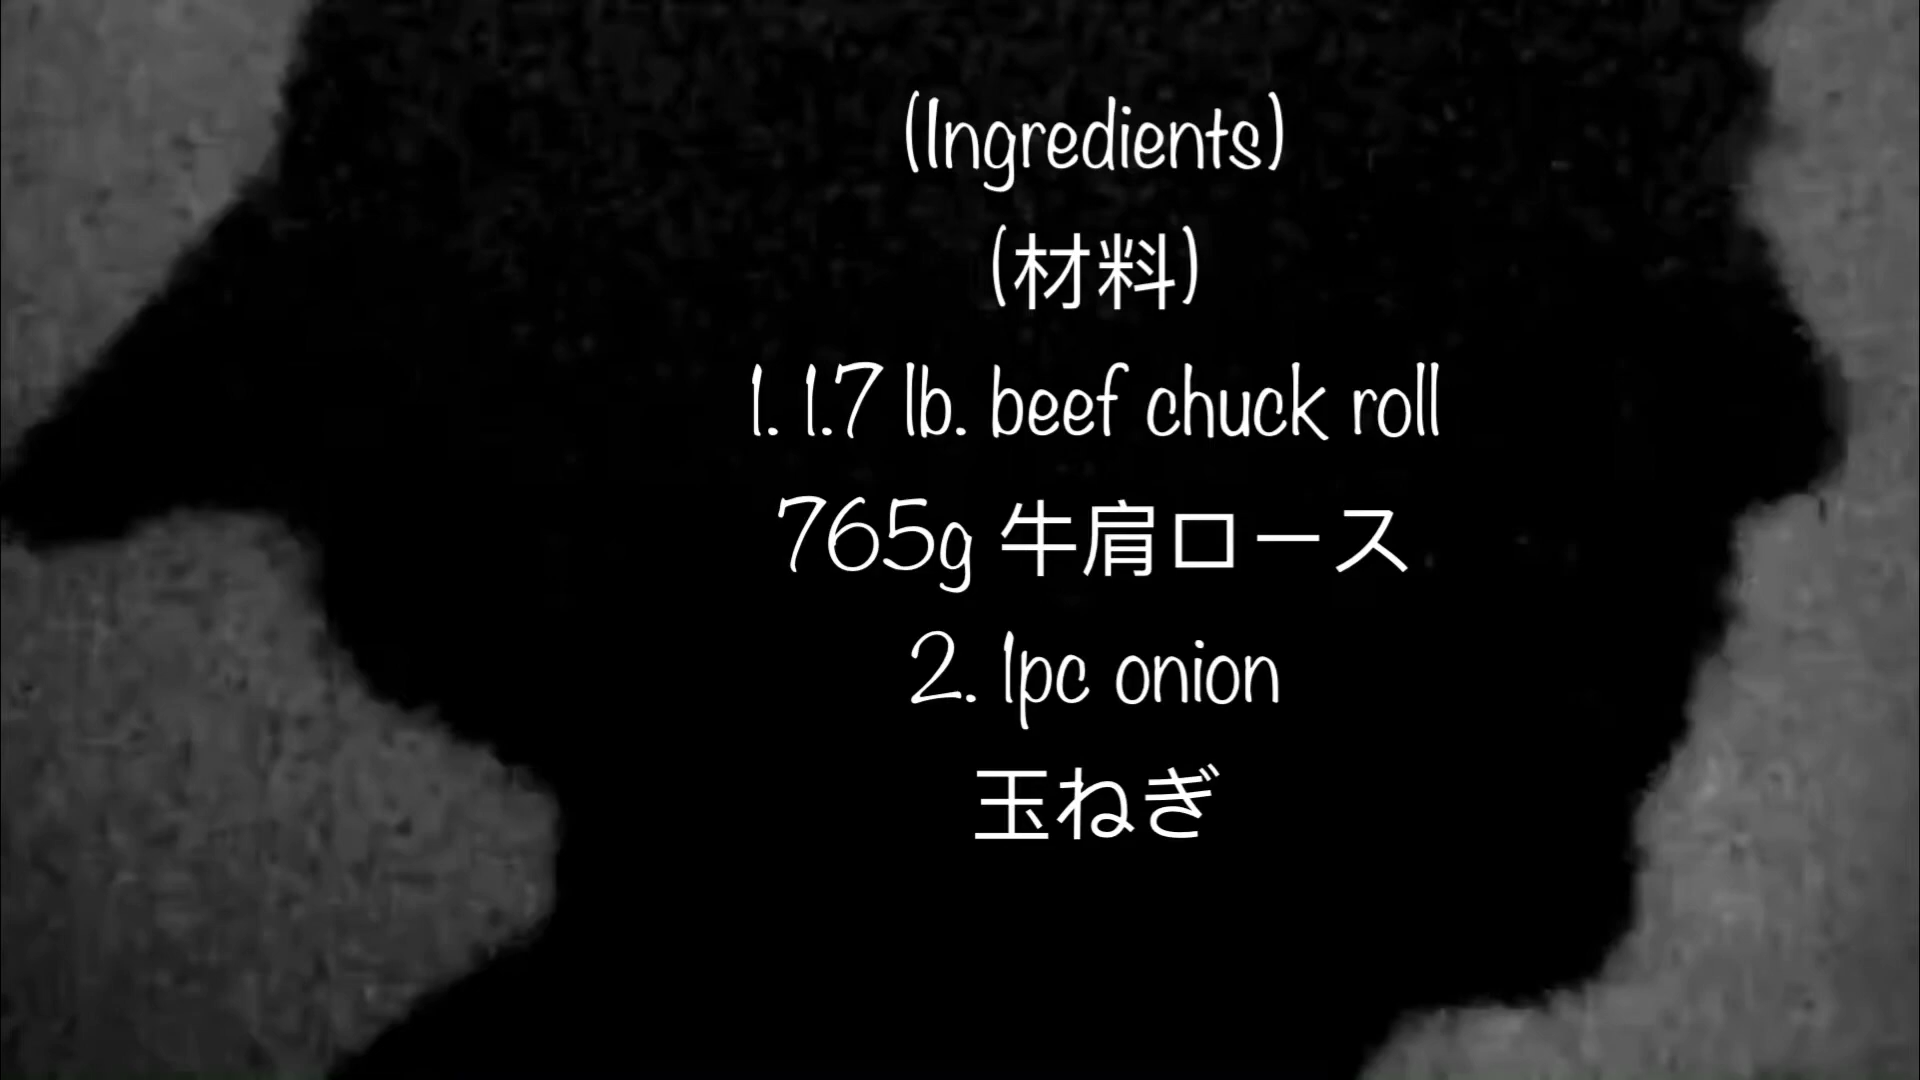 (Ingredients)
(材料)
1. 1.7 lb. beef chuck roll
765g 牛肩ロース
2. 1pc onion
玉ねぎ